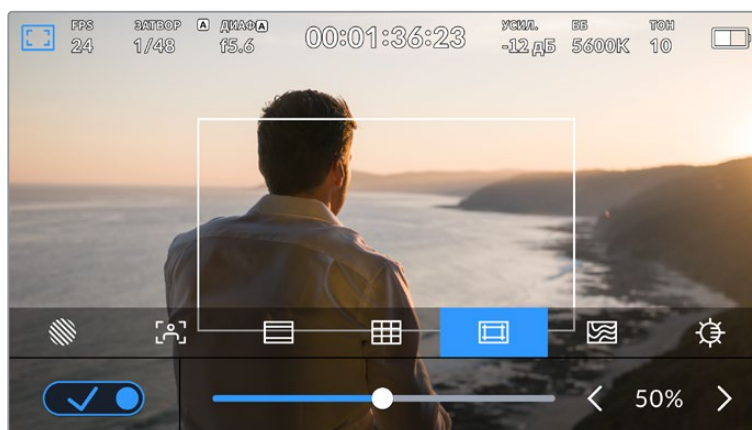 FPS ЗАТВОР A ДИАФ A 00:01:36:23 УСИЛ. ББ ТОН
24 1/48 f5.6 -12 дБ 5600K 10
50%